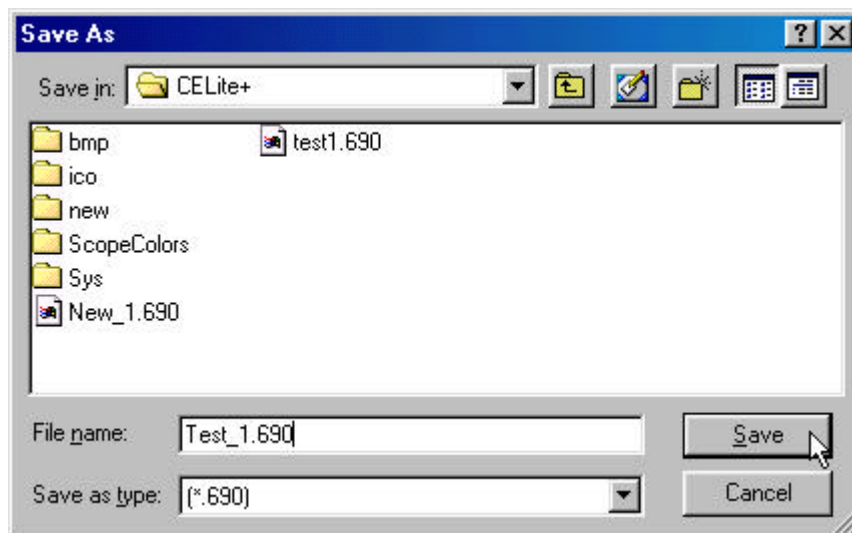 Save As
Save in: CELite+
bmp
ico
new
ScopeColors
Sys
New_1.690
test1.690
File name: Test_1.690
Save
Save as type: (*.690)
Cancel